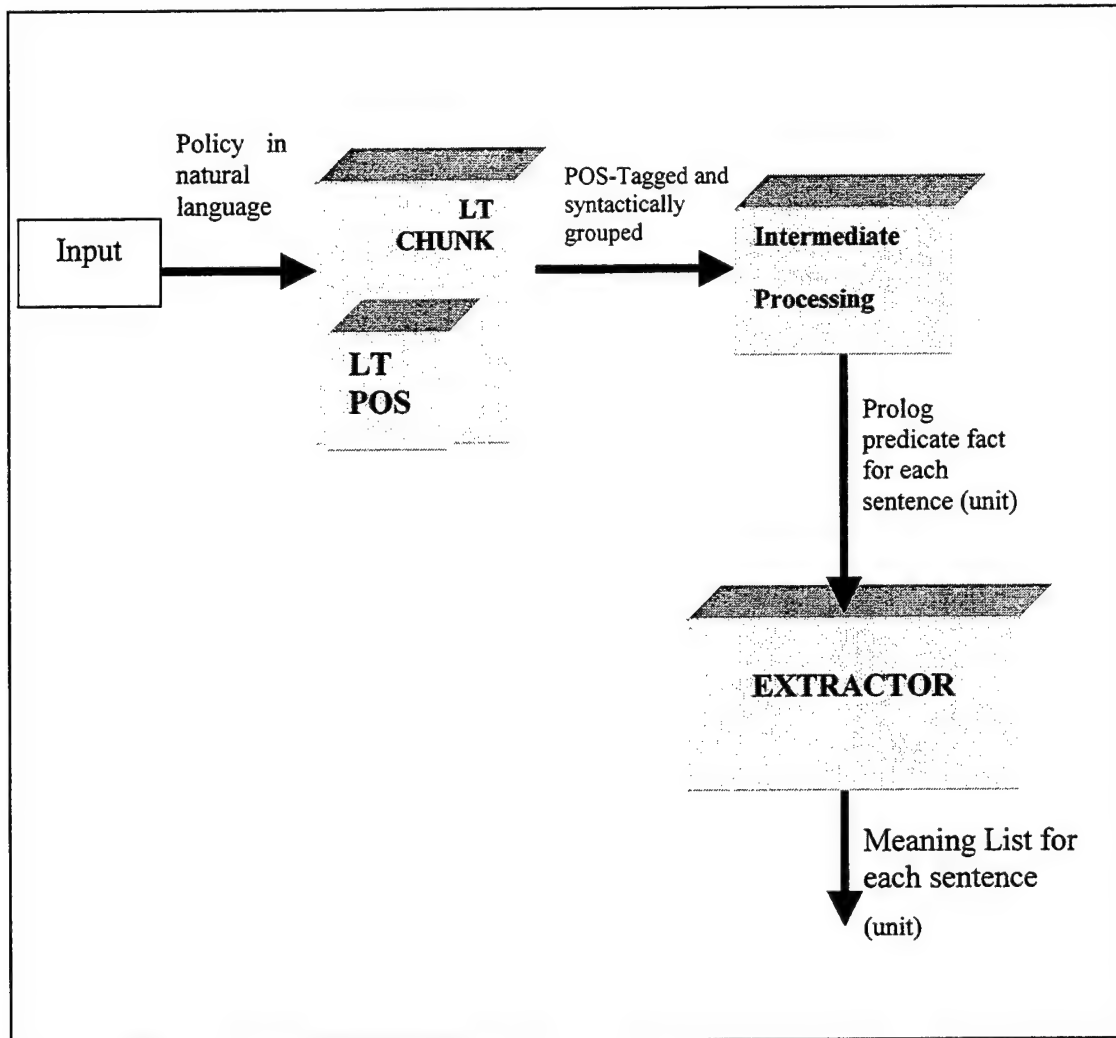 Input
Policy in
natural
language
LT
CHUNK
LT
POS
POS-Tagged and
syntactically
grouped
Intermediate
Processing
Prolog
predicate fact
for each
sentence (unit)
EXTRACTOR
Meaning List for
each sentence
(unit)